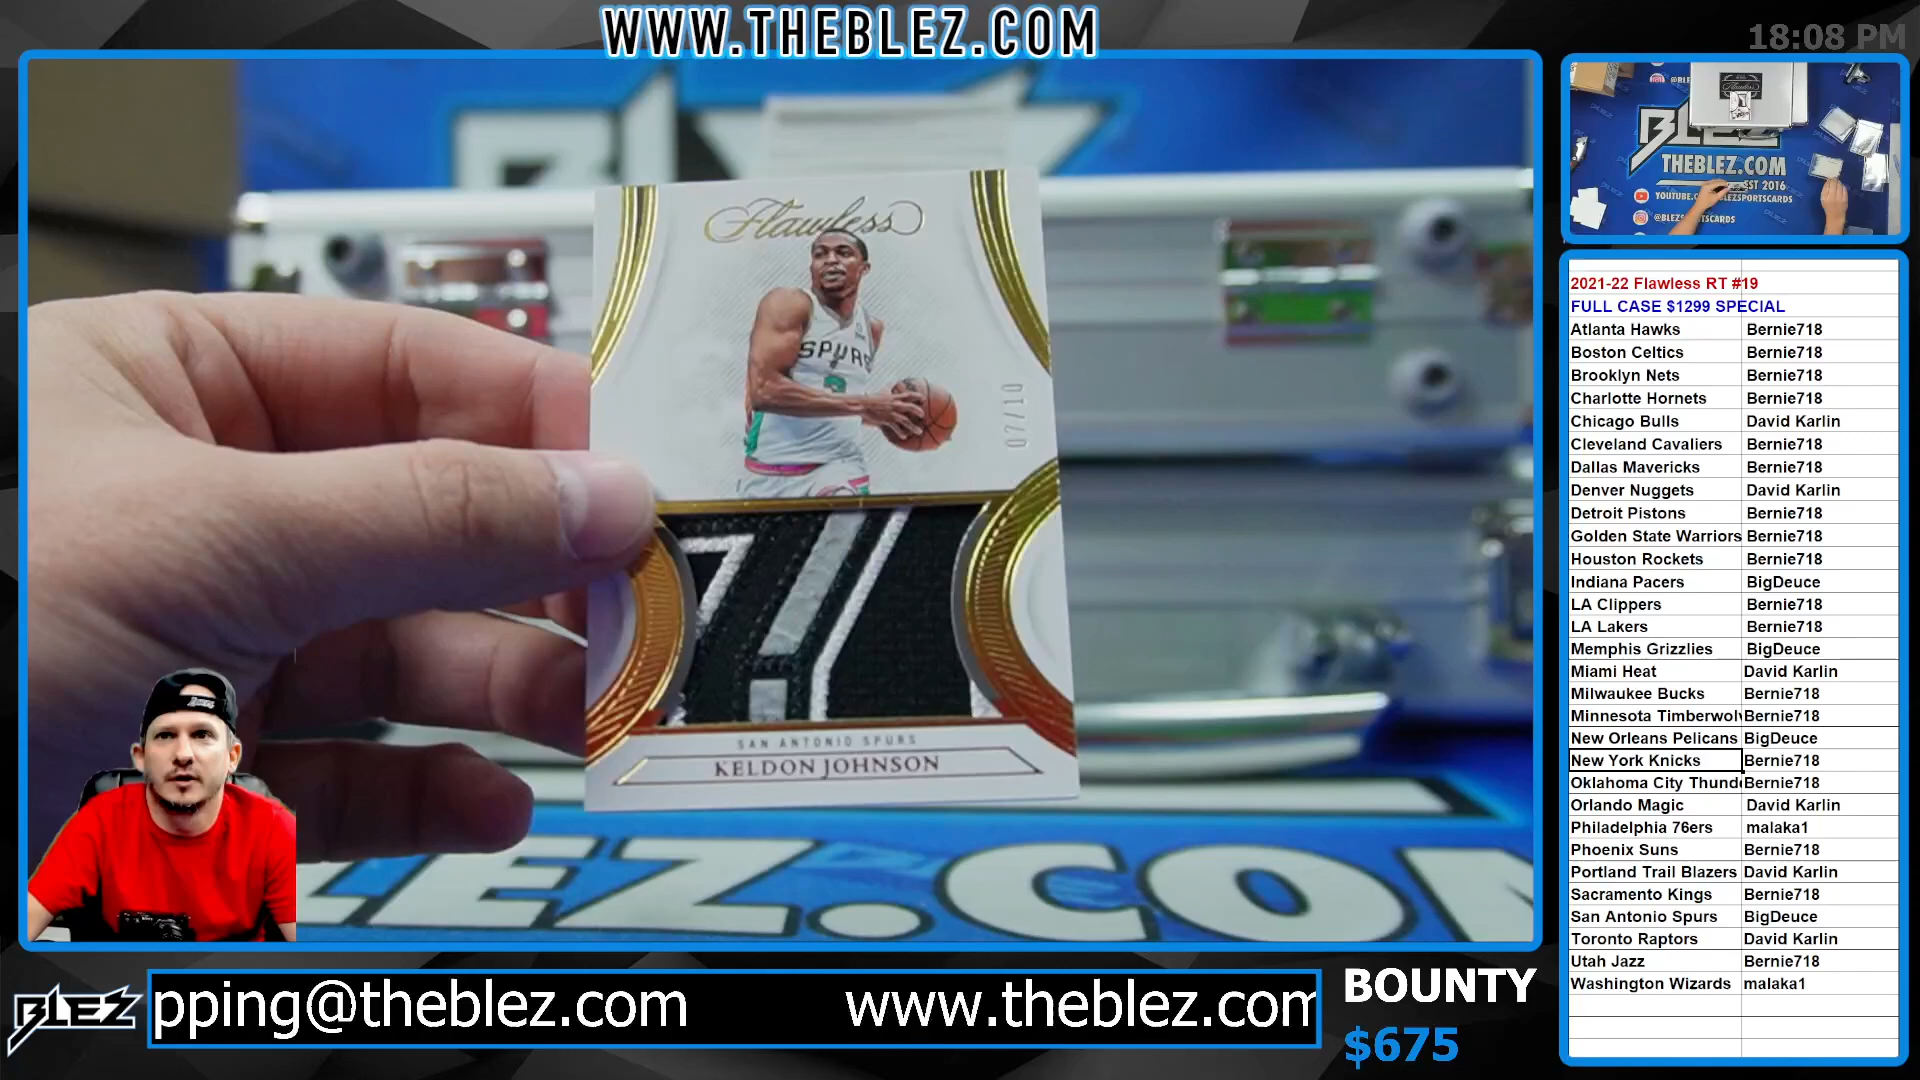 WWW.THEBLEZ.COM
18:08 PM
Flawless
SPURS
07/10
SAN ANTONIO SPURS
KELDON JOHNSON
BLEZ
THEBLEZ.COM
EST 2016
@BLEZSPORTSCARDS
2021-22 Flawless RT #19
FULL CASE $1299 SPECIAL
Atlanta Hawks Bernie718
Boston Celtics Bernie718
Brooklyn Nets Bernie718
Charlotte Hornets Bernie718
Chicago Bulls David Karlin
Cleveland Cavaliers Bernie718
Dallas Mavericks Bernie718
Denver Nuggets David Karlin
Detroit Pistons Bernie718
Golden State Warriors Bernie718
Houston Rockets Bernie718
Indiana Pacers BigDeuce
LA Clippers Bernie718
LA Lakers Bernie718
Memphis Grizzlies BigDeuce
Miami Heat David Karlin
Milwaukee Bucks Bernie718
Minnesota Timberwolv Bernie718
New Orleans Pelicans BigDeuce
New York Knicks Bernie718
Oklahoma City Thund Bernie718
Orlando Magic David Karlin
Philadelphia 76ers malaka1
Phoenix Suns Bernie718
Portland Trail Blazers David Karlin
Sacramento Kings Bernie718
San Antonio Spurs BigDeuce
Toronto Raptors David Karlin
Utah Jazz Bernie718
Washington Wizards malaka1
LEZ.COM
BLEZ
pping@theblez.com www.theblez.com
BOUNTY
$675